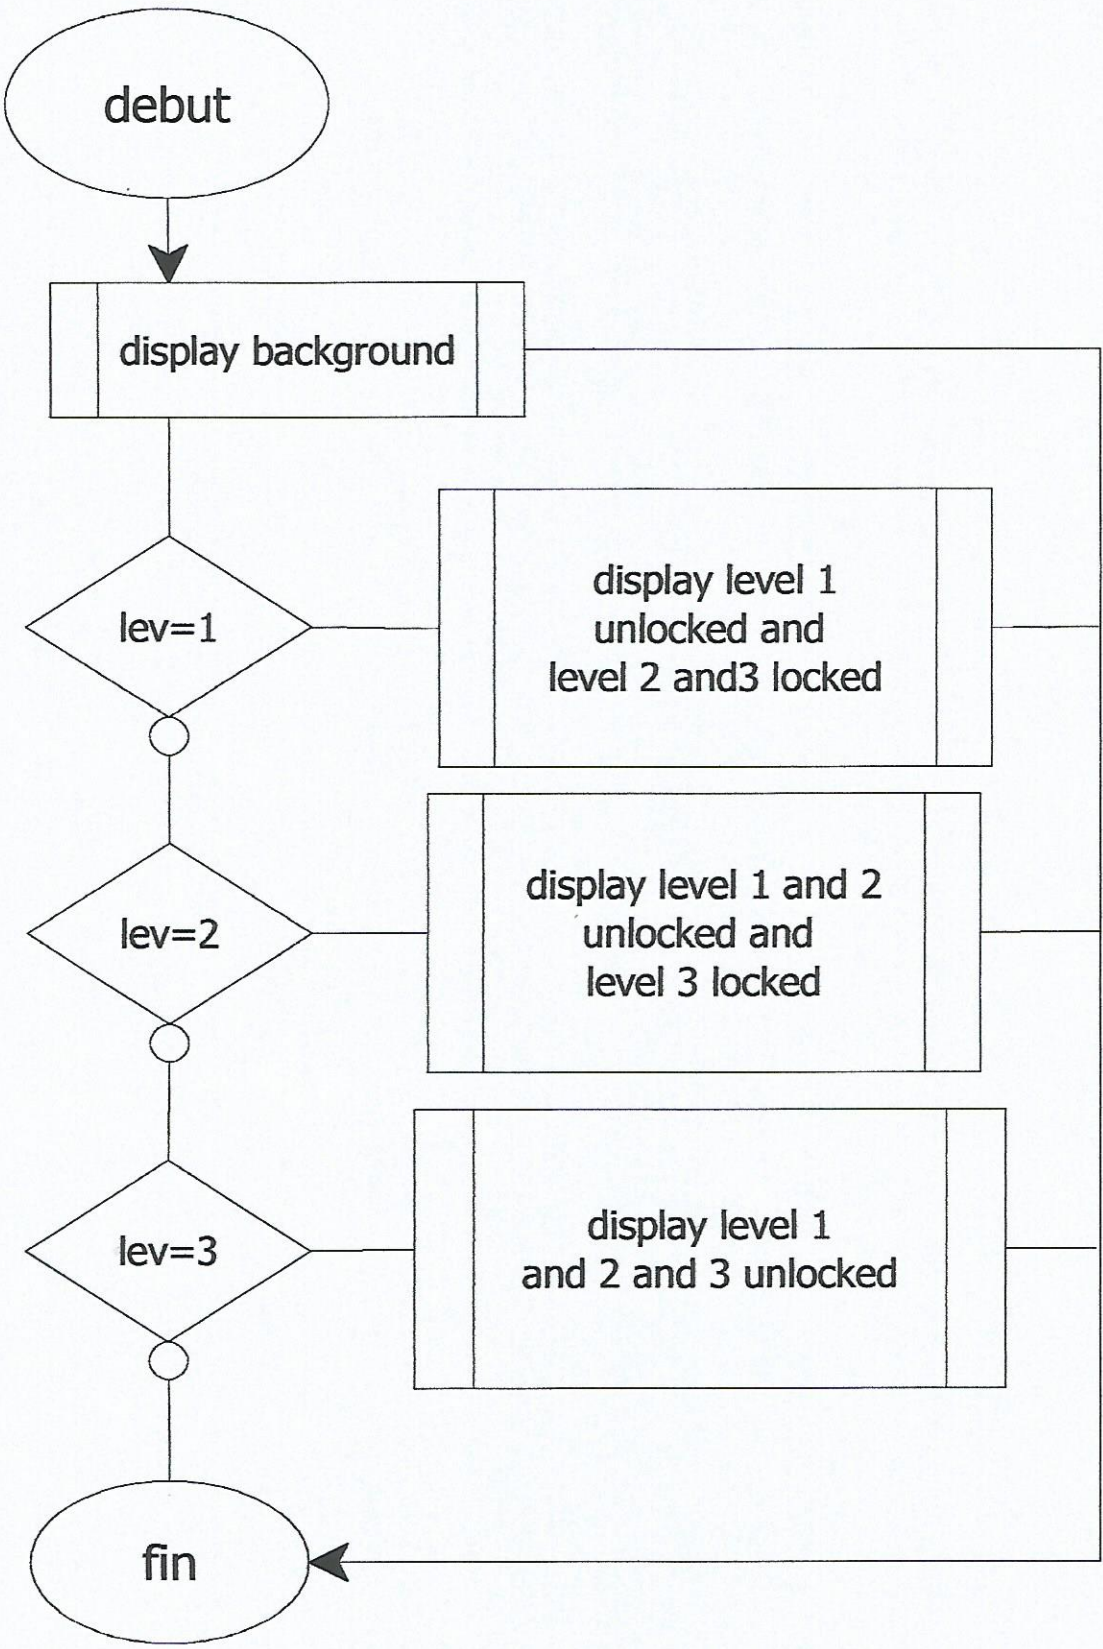 debut
display background
lev=1
display level 1
unlocked and
level 2 and3 locked
lev=2
display level 1 and 2
unlocked and
level 3 locked
lev=3
display level 1
and 2 and 3 unlocked
fin